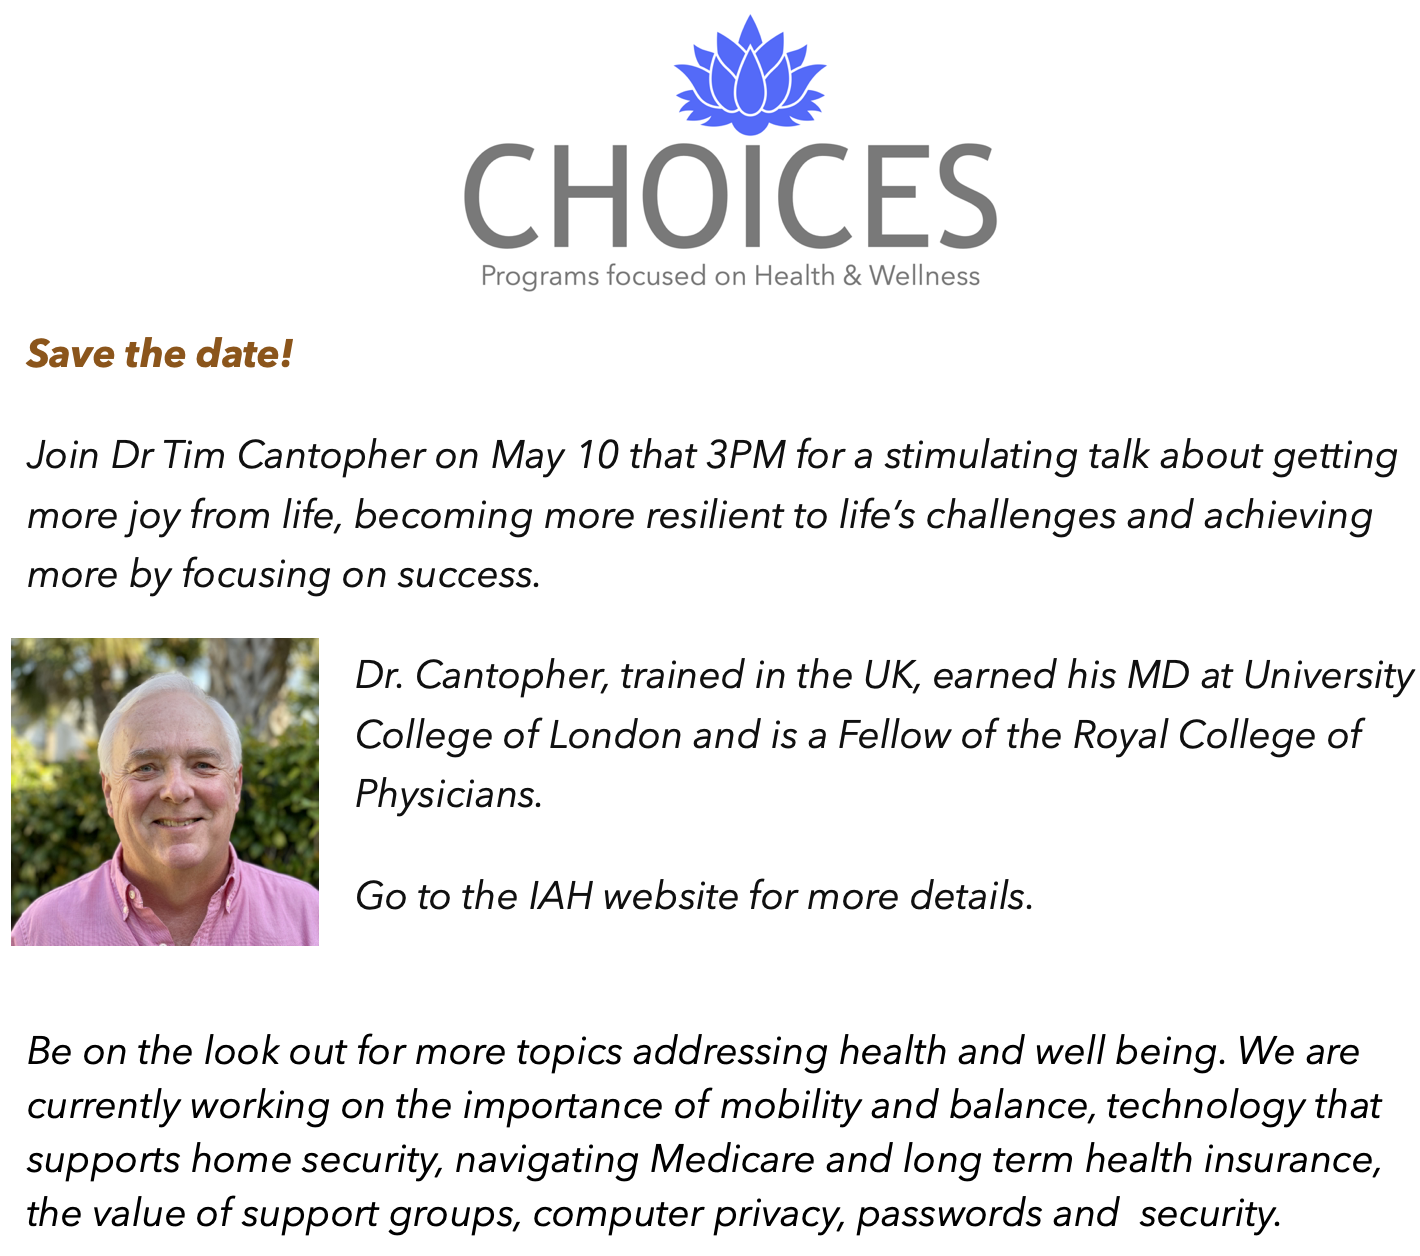 CHOICES
Programs focused on Health & Wellness
Save the date!
Join Dr Tim Cantopher on May 10 that 3PM for a stimulating talk about getting
more joy from life, becoming more resilient to life’s challenges and achieving
more by focusing on success.
Dr. Cantopher, trained in the UK, earned his MD at University
College of London and is a Fellow of the Royal College of
Physicians.
Go to the IAH website for more details.
Be on the look out for more topics addressing health and well being. We are
currently working on the importance of mobility and balance, technology that
supports home security, navigating Medicare and long term health insurance,
the value of support groups, computer privacy, passwords and  security.